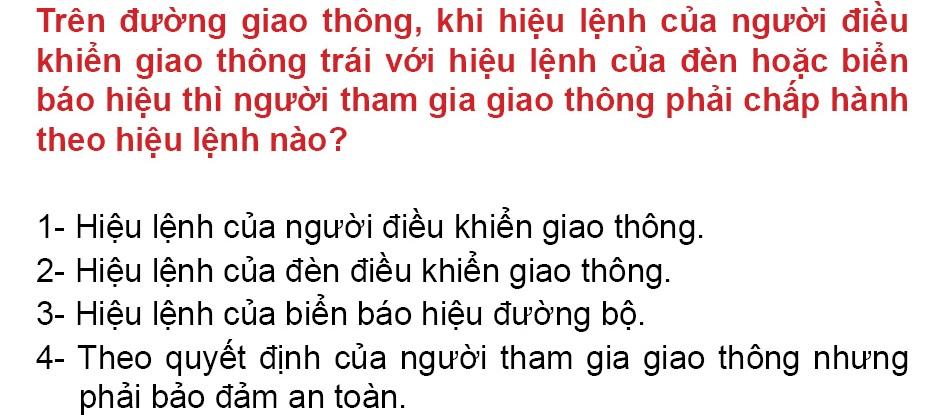 Trên đường giao thông, khi hiệu lệnh của người điều
khiển giao thông trái với hiệu lệnh của đèn hoặc biển
báo hiệu thì người tham gia giao thông phải chấp hành
theo hiệu lệnh nào?
1- Hiệu lệnh của người điều khiển giao thông.
2- Hiệu lệnh của đèn điều khiển giao thông.
3- Hiệu lệnh của biển báo hiệu đường bộ.
4- Theo quyết định của người tham gia giao thông nhưng
phải bảo đảm an toàn.